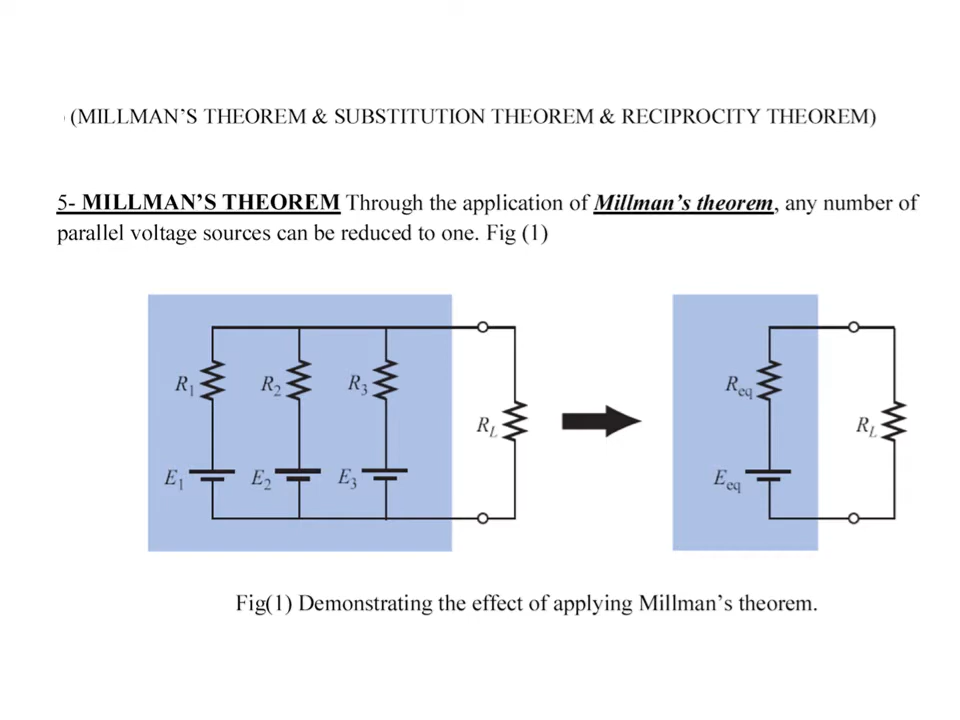 (MILLMAN’S THEOREM & SUBSTITUTION THEOREM & RECIPROCITY THEOREM)
5- MILLMAN’S THEOREM Through the application of Millman’s theorem, any number of
parallel voltage sources can be reduced to one. Fig (1)
R1 R2 R3 RL Req RL
E1 E2 E3 Eeq
Fig(1) Demonstrating the effect of applying Millman’s theorem.